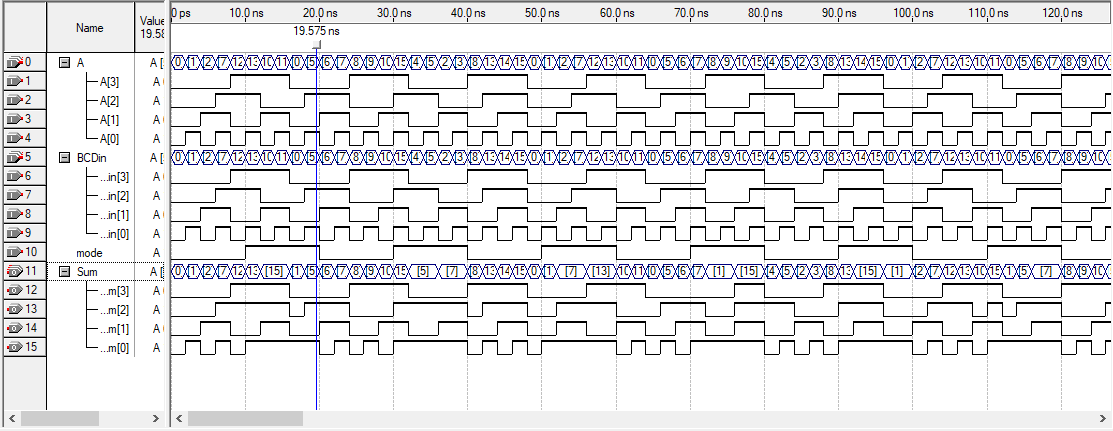 Name Value 0 ps 10.0 ns 20.0 ns 30.0 ns 40.0 ns 50.0 ns 60.0 ns 70.0 ns 80.0 ns 90.0 ns 100.0 ns 110.0 ns 120.0 ns
19.58 19.575 ns
0 A A [ 0 1 2 7 12 13 10 11 0 5 6 7 8 9 10 15 4 5 2 3 8 13 14 15 0 1 2 7 12 13 10 11 0 5 6 7 8 9 10 15 4 5 2 3 8 13 14 15 0 1 2 7 12 13 10 11 0 5 6 7 8 9 10
1 A[3] A
2 A[2] A
3 A[1] A
4 A[0] A
5 BCDin A [ 0 1 2 7 12 13 10 11 0 5 6 7 8 9 10 15 4 5 2 3 8 13 14 15 0 1 2 7 12 13 10 11 0 5 6 7 8 9 10 15 4 5 2 3 8 13 14 15 0 1 2 7 12 13 10 11 0 5 6 7 8 9 10
6 ...in[3] A
7 ...in[2] A
8 ...in[1] A
9 ...in[0] A
10 mode A
11 Sum A [ 0 1 2 7 12 13 [15] 1 5 6 7 8 9 10 15 [5] [7] 8 13 14 15 0 1 [7] [13] 10 11 0 5 6 7 [1] [15] 4 5 2 3 8 13 [15] [1] 2 7 12 13 10 15 1 5 [7] 8 9 10
12 ...m[3] A
13 ...m[2] A
14 ...m[1] A
15 ...m[0] A